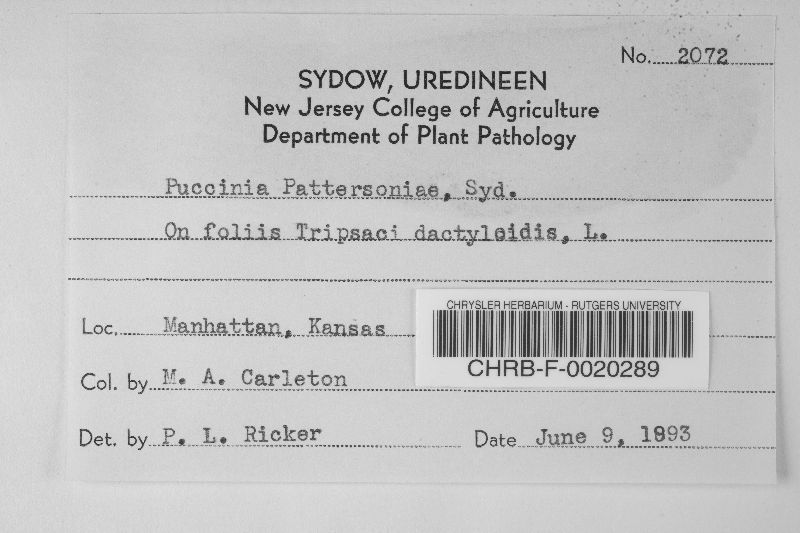 No. 2072
SYDOW, UREDINEEN
New Jersey College of Agriculture
Department of Plant Pathology
Puccinia Pattersoniae, Syd.
On foliis Tripsaci dactyloidis, L.
Loc. Manhattan, Kansas
CHRYSLER HERBARIUM - RUTGERS UNIVERSITY
CHRB-F-0020289
Col. by M. A. Carleton
Det. by P. L. Ricker Date June 9, 1893